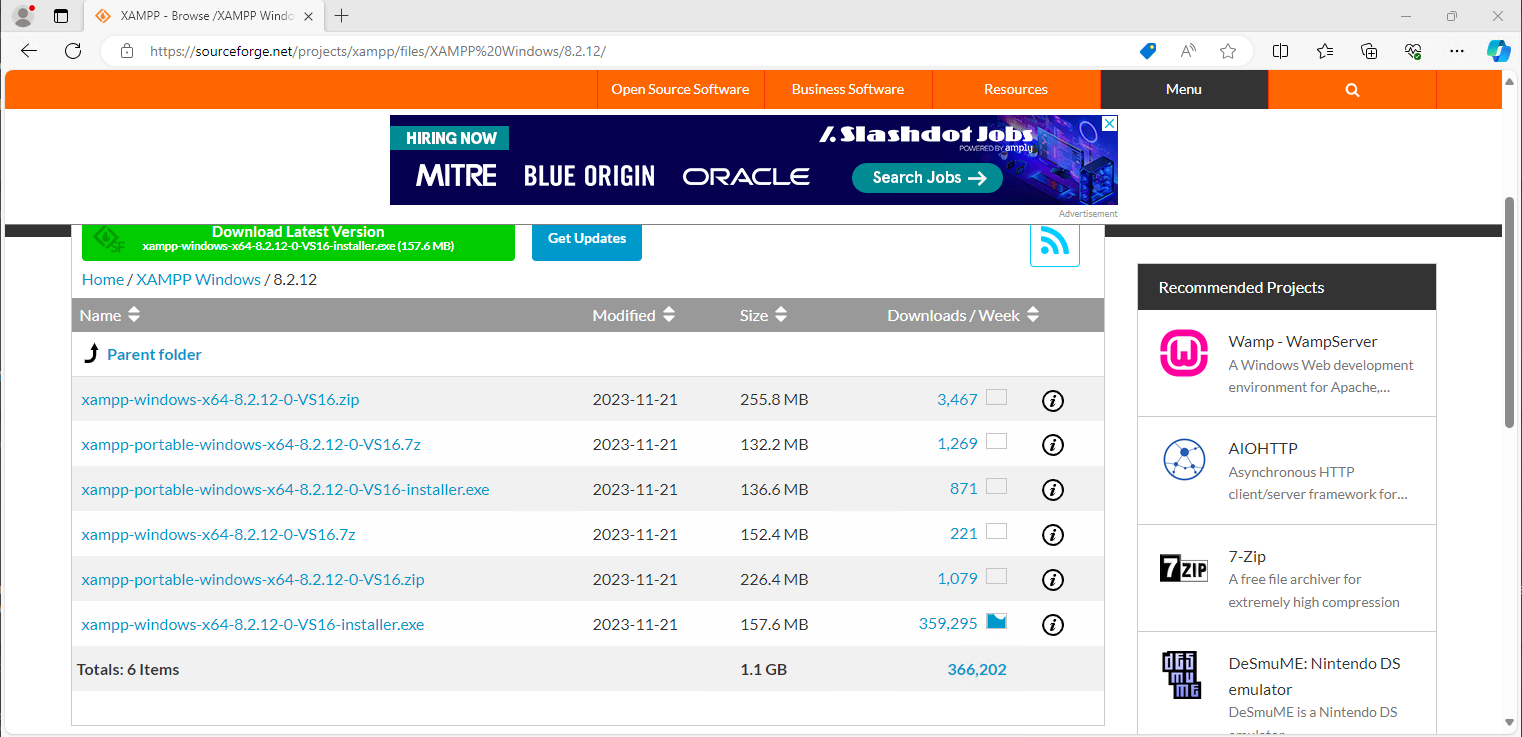 XAMPP - Browse /XAMPP Windo
https://sourceforge.net/projects/xampp/files/XAMPP%20Windows/8.2.12/
Open Source Software
Business Software
Resources
Menu
HIRING NOW
MITRE BLUE ORIGIN ORACLE
Slashdot Jobs
POWERED BY amply
Search Jobs →
Advertisement
Download Latest Version
xampp-windows-x64-8.2.12-0-VS16-installer.exe (157.6 MB)
Get Updates
Home / XAMPP Windows / 8.2.12
Name Modified Size Downloads / Week
Parent folder
xampp-windows-x64-8.2.12-0-VS16.zip 2023-11-21 255.8 MB 3,467
xampp-portable-windows-x64-8.2.12-0-VS16.7z 2023-11-21 132.2 MB 1,269
xampp-portable-windows-x64-8.2.12-0-VS16-installer.exe 2023-11-21 136.6 MB 871
xampp-windows-x64-8.2.12-0-VS16.7z 2023-11-21 152.4 MB 221
xampp-portable-windows-x64-8.2.12-0-VS16.zip 2023-11-21 226.4 MB 1,079
xampp-windows-x64-8.2.12-0-VS16-installer.exe 2023-11-21 157.6 MB 359,295
Totals: 6 Items 1.1 GB 366,202
Recommended Projects
Wamp - WampServer
A Windows Web development
environment for Apache,...
AIOHTTP
Asynchronous HTTP
client/server framework for...
7ZIP
7-Zip
A free file archiver for
extremely high compression
DeSmuME
DeSmuME: Nintendo DS
emulator
DeSmuME is a Nintendo DS